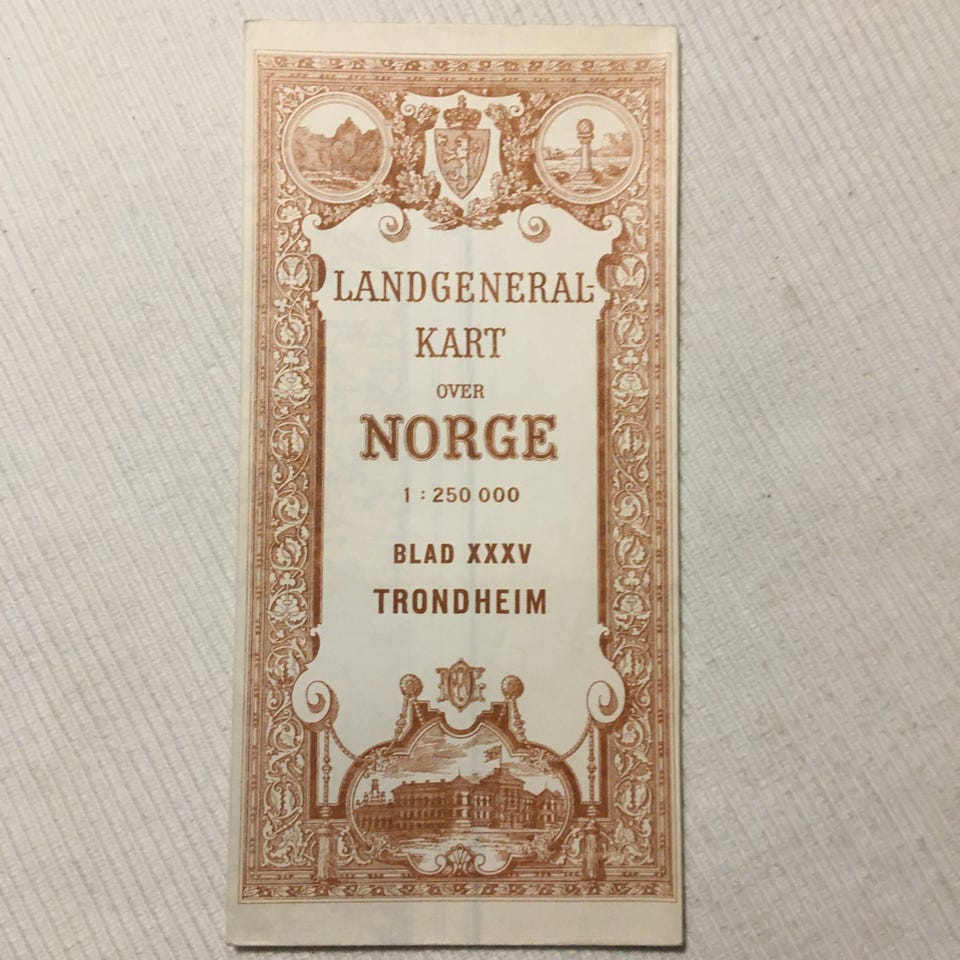 LANDGENERAL-
KART
OVER
NORGE
1 : 250 000
BLAD XXXV
TRONDHEIM